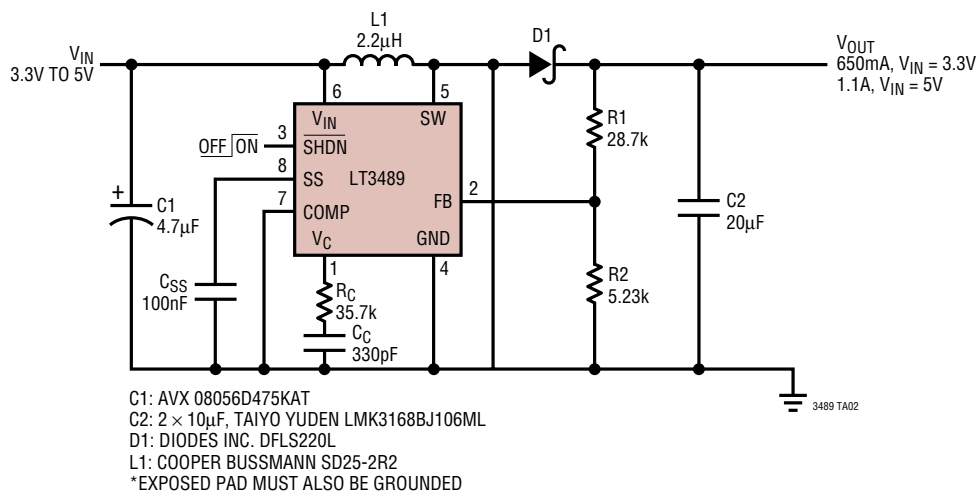 L1
2.2µH
D1
VIN
3.3V TO 5V
VOUT
650mA, VIN = 3.3V
1.1A, VIN = 5V
6
5
VIN
SW
3
SHDN
OFF ON
8
SS
LT3489
7
COMP
FB
2
VC
GND
1
4
R1
28.7k
R2
5.23k
C2
20µF
+
C1
4.7µF
CSS
100nF
RC
35.7k
CC
330pF
3489 TA02
C1: AVX 08056D475KAT
C2: 2 × 10µF, TAIYO YUDEN LMK3168BJ106ML
D1: DIODES INC. DFLS220L
L1: COOPER BUSSMANN SD25-2R2
*EXPOSED PAD MUST ALSO BE GROUNDED